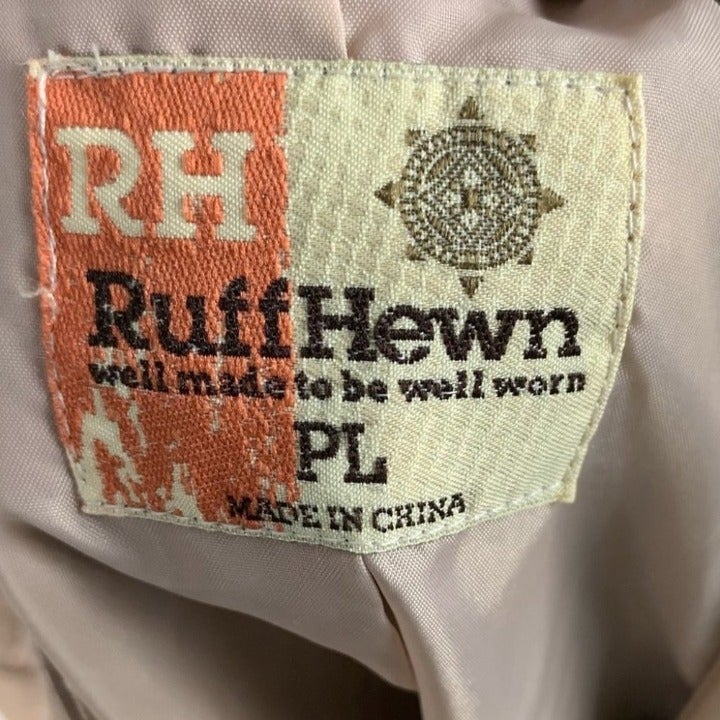 RH
RuffHewn
well made to be well worn
PL
MADE IN CHINA